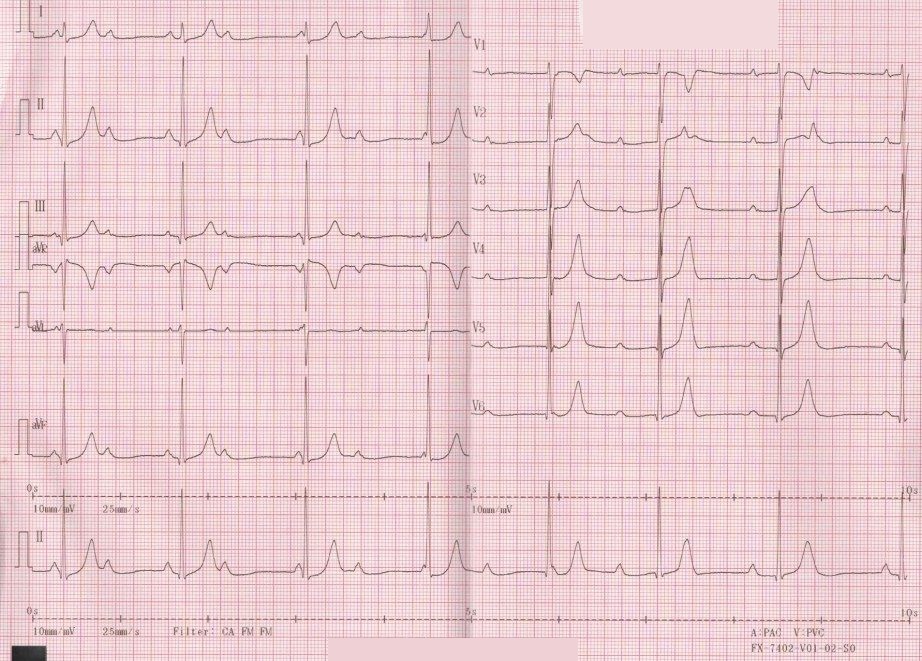 I
V1
II
V2
V3
III
aVR
V4
aVL
V5
V6
aVF
0s 5s 10s
10mm/mV 25mm/s 10mm/mV
II
0s 5s 10s
10mm/mV 25mm/s Filter: CA FM FM
A:PAC V:PVC
FX-7402-V01-02-S0